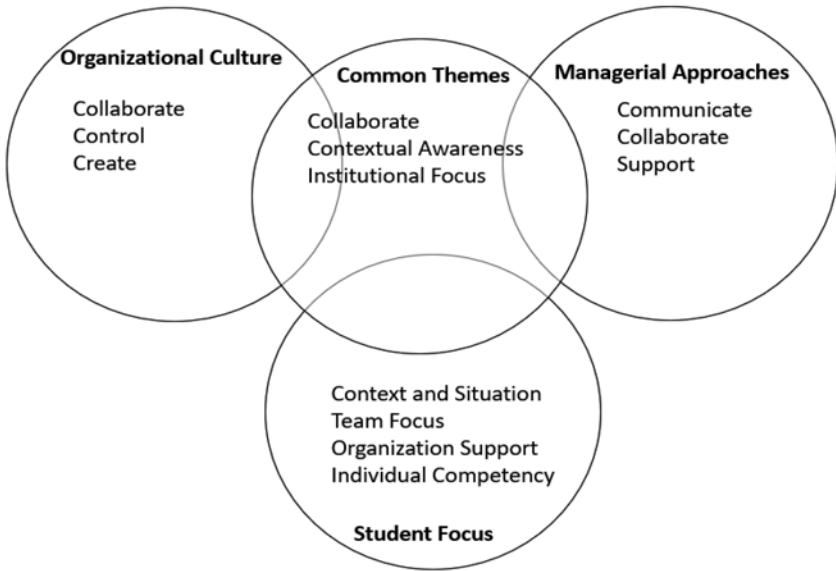 Organizational Culture
Collaborate
Control
Create
Common Themes
Collaborate
Contextual Awareness
Institutional Focus
Managerial Approaches
Communicate
Collaborate
Support
Context and Situation
Team Focus
Organization Support
Individual Competency
Student Focus